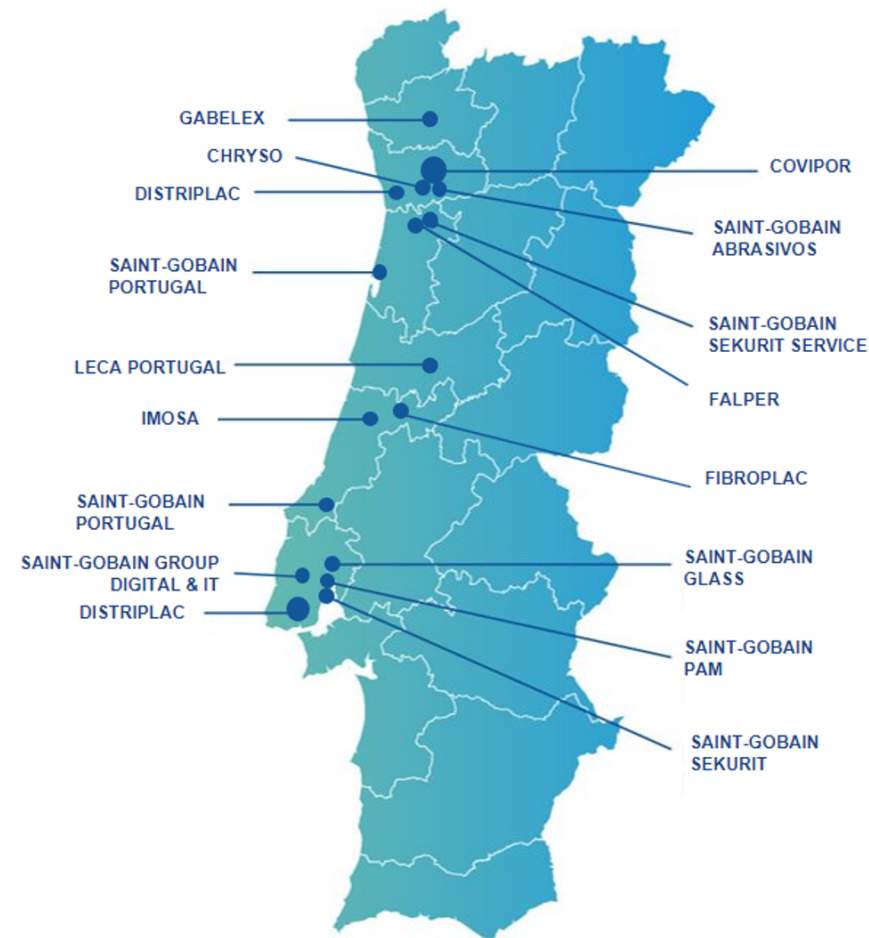 GABELEX
CHRYSO
DISTRIPLAC
SAINT-GOBAIN
PORTUGAL
LECA PORTUGAL
IMOSA
SAINT-GOBAIN
PORTUGAL
SAINT-GOBAIN GROUP
DIGITAL & IT
DISTRIPLAC
COVIPOR
SAINT-GOBAIN
ABRASIVOS
SAINT-GOBAIN
SEKURIT SERVICE
FALPER
FIBROPLAC
SAINT-GOBAIN
GLASS
SAINT-GOBAIN
PAM
SAINT-GOBAIN
SEKURIT